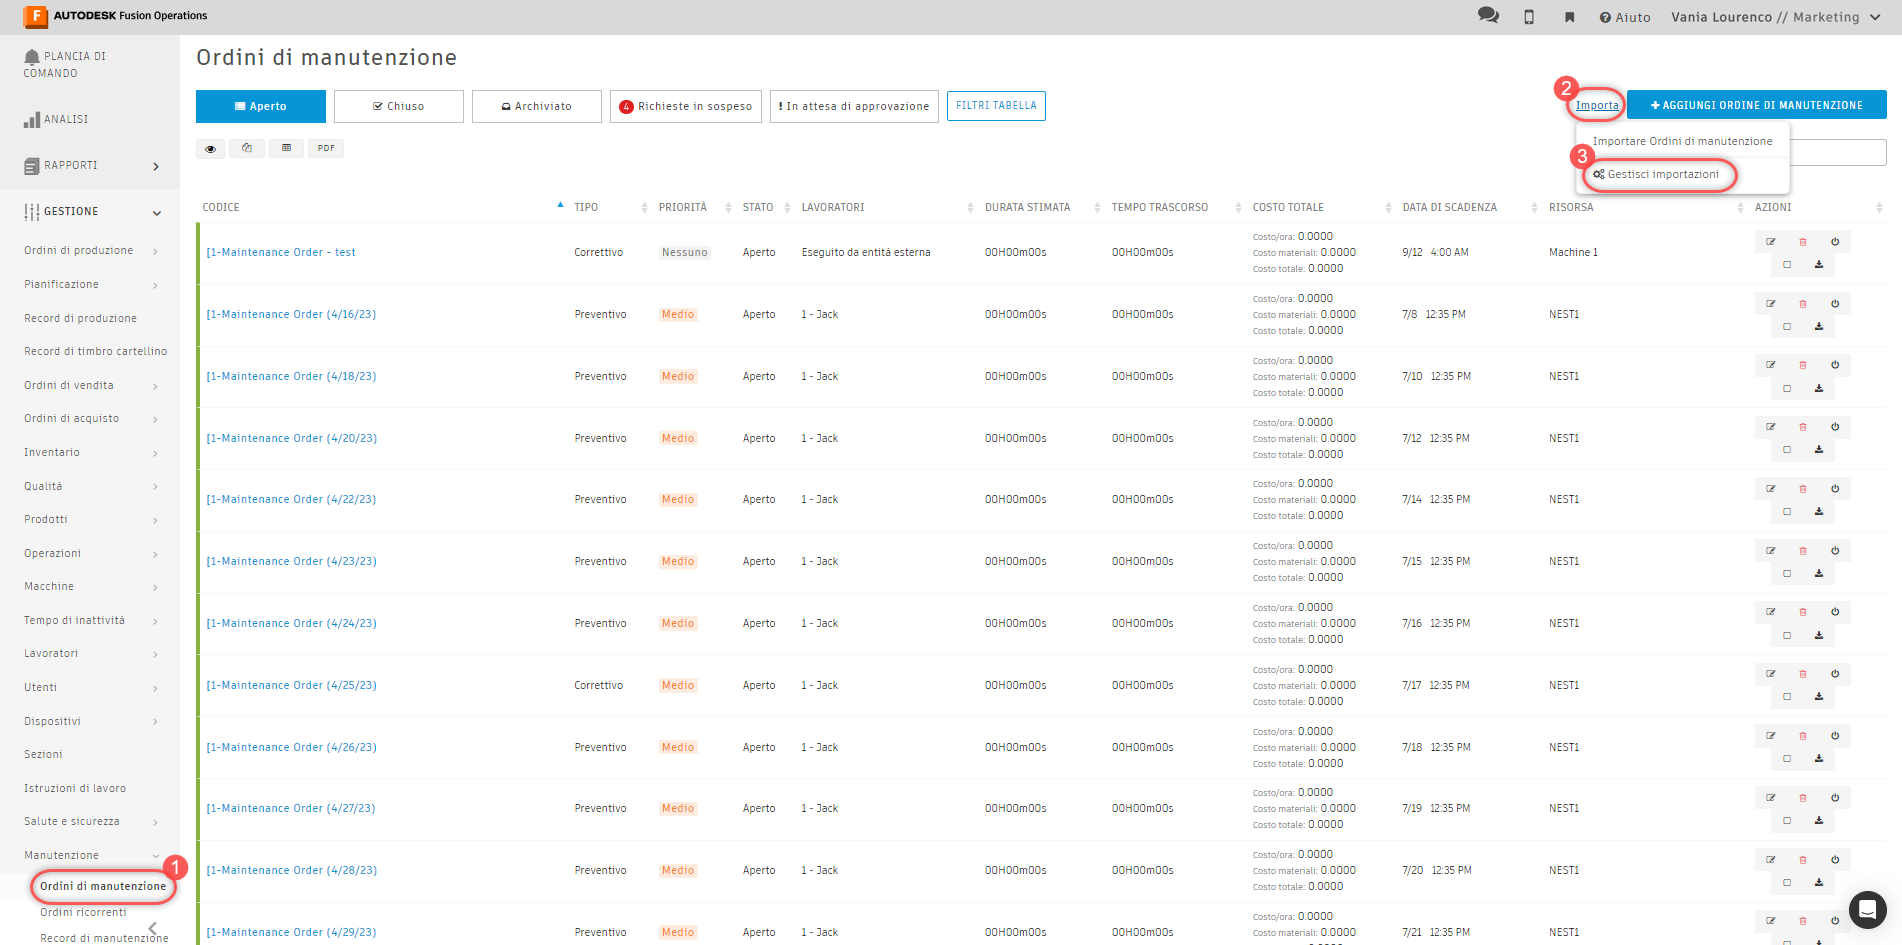 AUTODESK Fusion Operations
Aiuto
Vania Lourenco // Marketing
PLANCIA DI
COMANDO
ANALISI
RAPPORTI
GESTIONE
Ordini di produzione
Pianificazione
Record di produzione
Record di timbro cartellino
Ordini di vendita
Ordini di acquisto
Inventario
Qualità
Prodotti
Operazioni
Macchine
Tempo di inattività
Lavoratori
Utenti
Dispositivi
Sezioni
Istruzioni di lavoro
Salute e sicurezza
Manutenzione
1
Ordini di manutenzione
Ordini ricorrenti
Record di manutenzione
Ordini di manutenzione
Aperto
Chiuso
Archiviato
4 Richieste in sospeso
! In attesa di approvazione
FILTRI TABELLA
2
Importa
+ AGGIUNGI ORDINE DI MANUTENZIONE
Importare Ordini di manutenzione
3
Gestisci importazioni
PDF
CODICE TIPO PRIORITÀ STATO LAVORATORI DURATA STIMATA TEMPO TRASCORSO COSTO TOTALE DATA DI SCADENZA RISORSA AZIONI
[1-Maintenance Order - test Correttivo Nessuno Aperto Eseguito da entità esterna 00H00m00s 00H00m00s 9/12 4:00 AM Machine 1
Costo/ora: 0.0000
Costo materiali: 0.0000
Costo totale: 0.0000
[1-Maintenance Order (4/16/23) Preventivo Medio Aperto 1 - Jack 00H00m00s 00H00m00s 7/8 12:35 PM NEST1
Costo/ora: 0.0000
Costo materiali: 0.0000
Costo totale: 0.0000
[1-Maintenance Order (4/18/23) Preventivo Medio Aperto 1 - Jack 00H00m00s 00H00m00s 7/10 12:35 PM NEST1
Costo/ora: 0.0000
Costo materiali: 0.0000
Costo totale: 0.0000
[1-Maintenance Order (4/20/23) Preventivo Medio Aperto 1 - Jack 00H00m00s 00H00m00s 7/12 12:35 PM NEST1
Costo/ora: 0.0000
Costo materiali: 0.0000
Costo totale: 0.0000
[1-Maintenance Order (4/22/23) Preventivo Medio Aperto 1 - Jack 00H00m00s 00H00m00s 7/14 12:35 PM NEST1
Costo/ora: 0.0000
Costo materiali: 0.0000
Costo totale: 0.0000
[1-Maintenance Order (4/23/23) Preventivo Medio Aperto 1 - Jack 00H00m00s 00H00m00s 7/15 12:35 PM NEST1
Costo/ora: 0.0000
Costo materiali: 0.0000
Costo totale: 0.0000
[1-Maintenance Order (4/24/23) Preventivo Medio Aperto 1 - Jack 00H00m00s 00H00m00s 7/16 12:35 PM NEST1
Costo/ora: 0.0000
Costo materiali: 0.0000
Costo totale: 0.0000
[1-Maintenance Order (4/25/23) Correttivo Medio Aperto 1 - Jack 00H00m00s 00H00m00s 7/17 12:35 PM NEST1
Costo/ora: 0.0000
Costo materiali: 0.0000
Costo totale: 0.0000
[1-Maintenance Order (4/26/23) Preventivo Medio Aperto 1 - Jack 00H00m00s 00H00m00s 7/18 12:35 PM NEST1
Costo/ora: 0.0000
Costo materiali: 0.0000
Costo totale: 0.0000
[1-Maintenance Order (4/27/23) Preventivo Medio Aperto 1 - Jack 00H00m00s 00H00m00s 7/19 12:35 PM NEST1
Costo/ora: 0.0000
Costo materiali: 0.0000
Costo totale: 0.0000
[1-Maintenance Order (4/28/23) Preventivo Medio Aperto 1 - Jack 00H00m00s 00H00m00s 7/20 12:35 PM NEST1
Costo/ora: 0.0000
Costo materiali: 0.0000
Costo totale: 0.0000
[1-Maintenance Order (4/29/23) Preventivo Medio Aperto 1 - Jack 00H00m00s 00H00m00s 7/21 12:35 PM NEST1
Costo/ora: 0.0000
Costo materiali: 0.0000